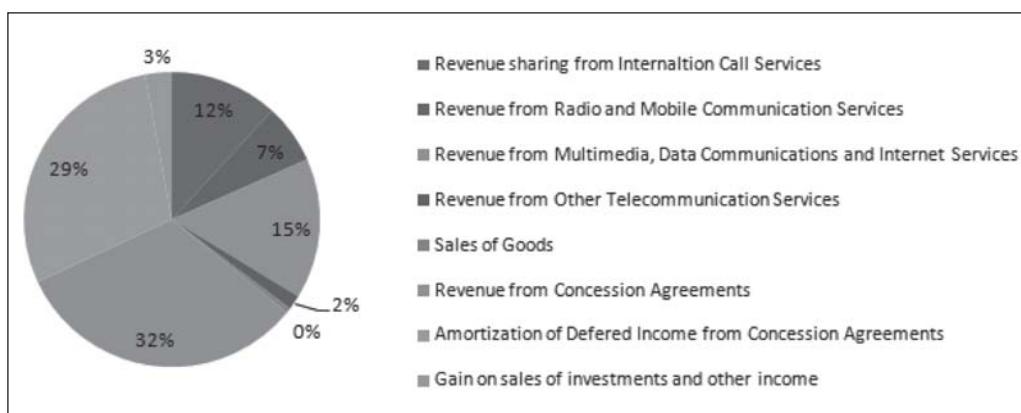 3%
12%
7%
29%
15%
2%
0%
32%
Revenue sharing from Internaltion Call Services
Revenue from Radio and Mobile Communication Services
Revenue from Multimedia, Data Communications and Internet Services
Revenue from Other Telecommunication Services
Sales of Goods
Revenue from Concession Agreements
Amortization of Defered Income from Concession Agreements
Gain on sales of investments and other income